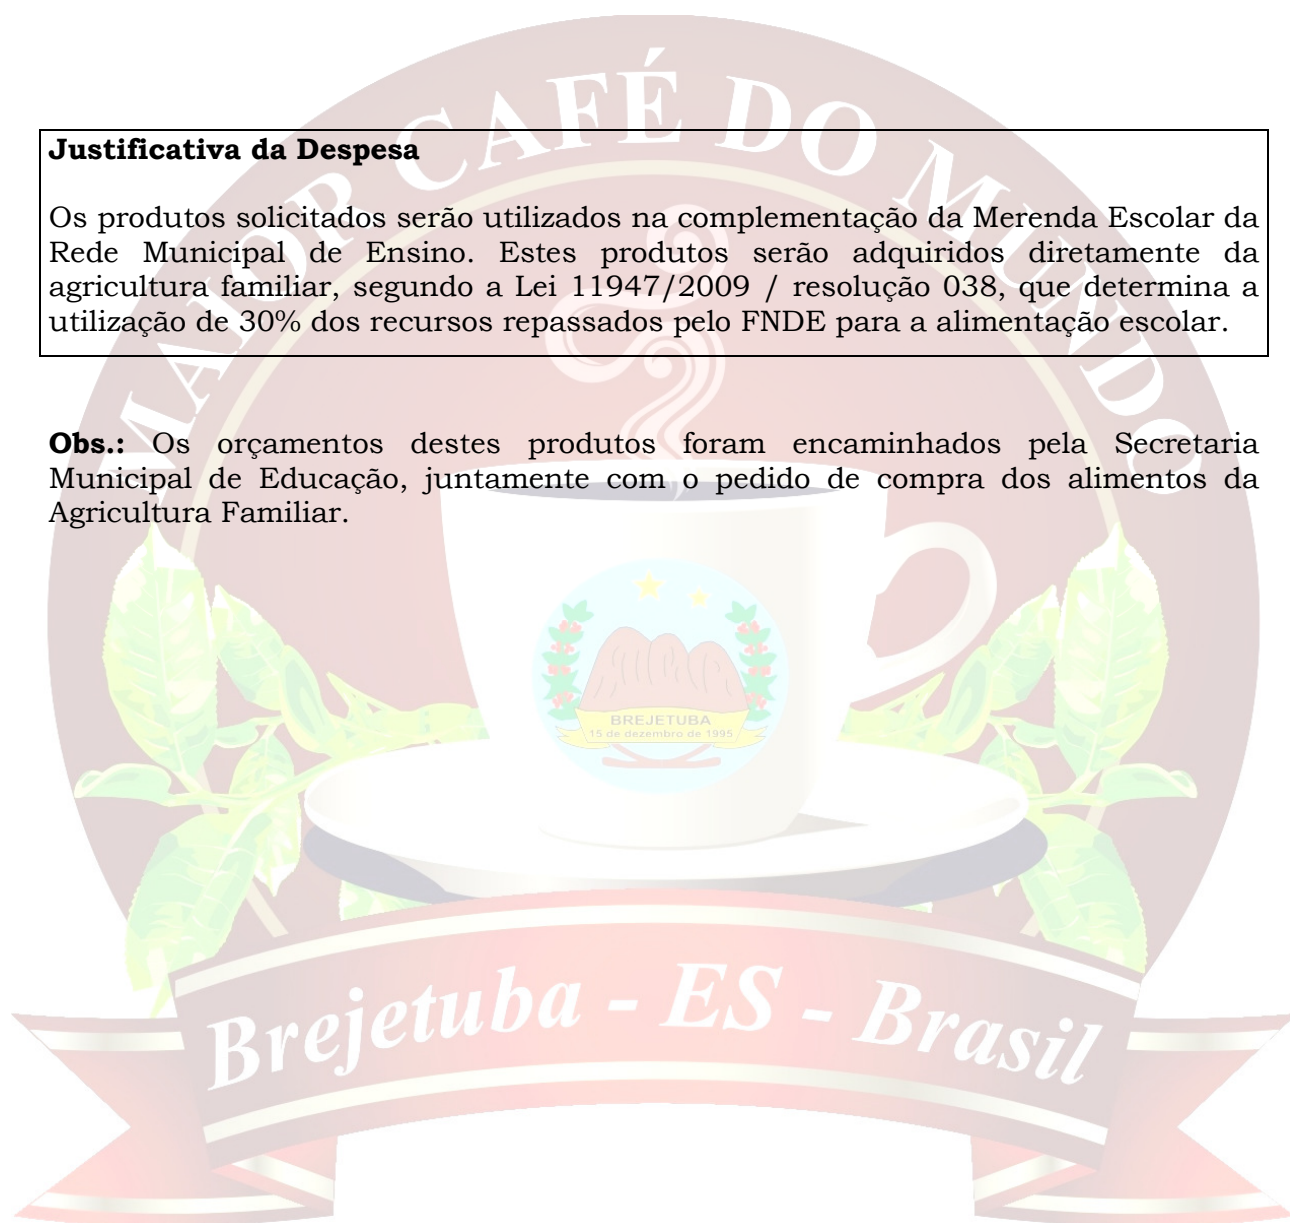 MAIOR CAFÉ DO MUNDO
Justificativa da Despesa
Os produtos solicitados serão utilizados na complementação da Merenda Escolar da
Rede Municipal de Ensino. Estes produtos serão adquiridos diretamente da
agricultura familiar, segundo a Lei 11947/2009 / resolução 038, que determina a
utilização de 30% dos recursos repassados pelo FNDE para a alimentação escolar.
Obs.: Os orçamentos destes produtos foram encaminhados pela Secretaria
Municipal de Educação, juntamente com o pedido de compra dos alimentos da
Agricultura Familiar.
BREJETUBA
15 de dezembro de 1995
Brejetuba - ES - Brasil